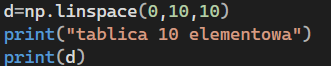 d=np.linspace(0,10,10)
print("tablica 10 elementowa")
print(d)